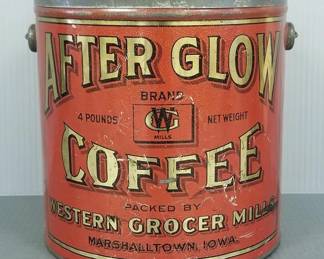 AFTER GLOW
BRAND
4 POUNDS NET WEIGHT
WG
MILLS
COFFEE
PACKED BY
WESTERN GROCER MILLS
MARSHALLTOWN, IOWA.